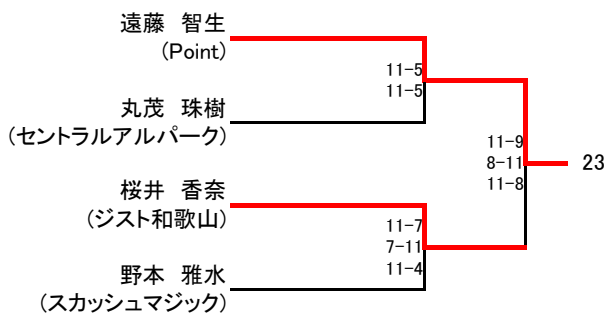 遠藤 智生
(Point)
11-5
11-5
丸茂 珠樹
(セントラルアルパーク)
11-9
8-11
11-8
23
桜井 香奈
(ジスト和歌山)
11-7
7-11
11-4
野本 雅水
(スカッシュマジック)